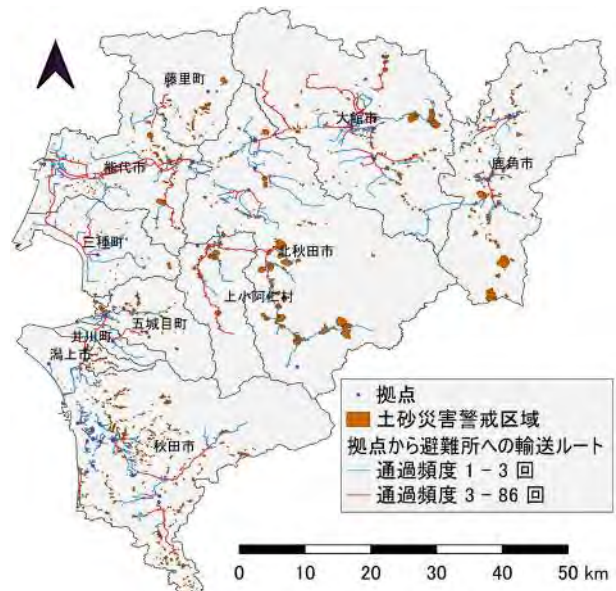 藤里町
大館市
鹿角市
能代市
三種町
北秋田市
上小阿仁村
五城目町
井川町
潟上市
秋田市
拠点
土砂災害警戒区域
拠点から避難所への輸送ルート
通過頻度 1 - 3 回
通過頻度 3 - 86 回
0 10 20 30 40 50 km